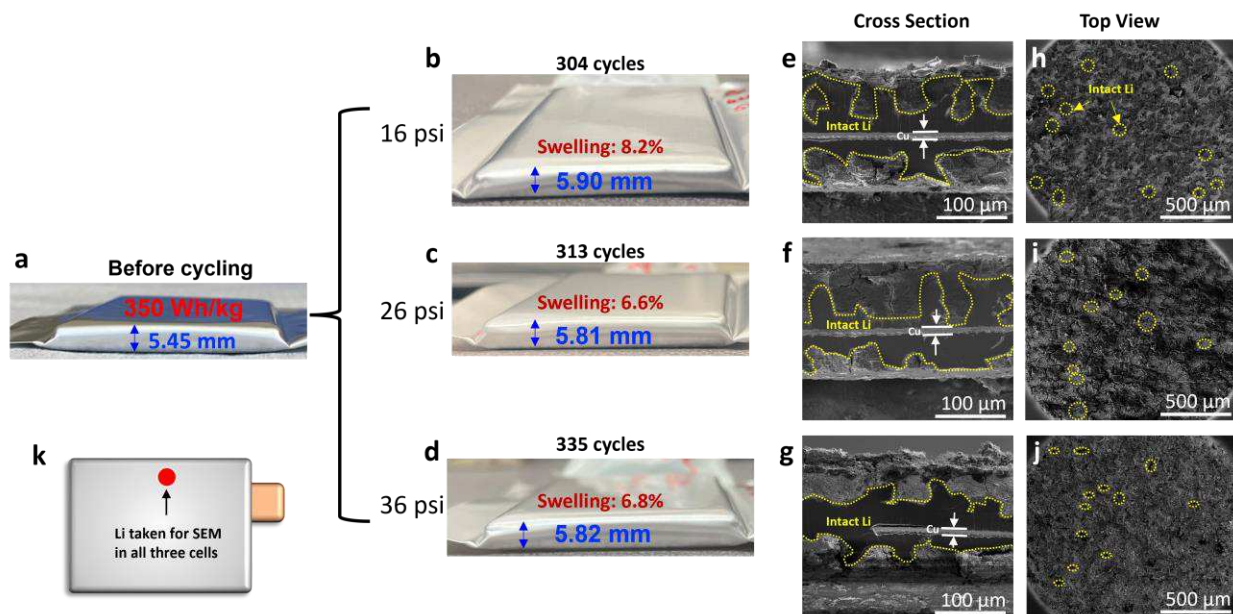 Cross Section
Top View
a
Before cycling
350 Wh/kg
5.45 mm
k
Li taken for SEM
in all three cells
16 psi
26 psi
36 psi
b
304 cycles
Swelling: 8.2%
5.90 mm
c
313 cycles
Swelling: 6.6%
5.81 mm
d
335 cycles
Swelling: 6.8%
5.82 mm
e
Intact Li
Cu
100 μm
h
Intact Li
500 μm
f
Intact Li
Cu
100 μm
i
500 μm
g
Intact Li
Cu
100 μm
j
500 μm